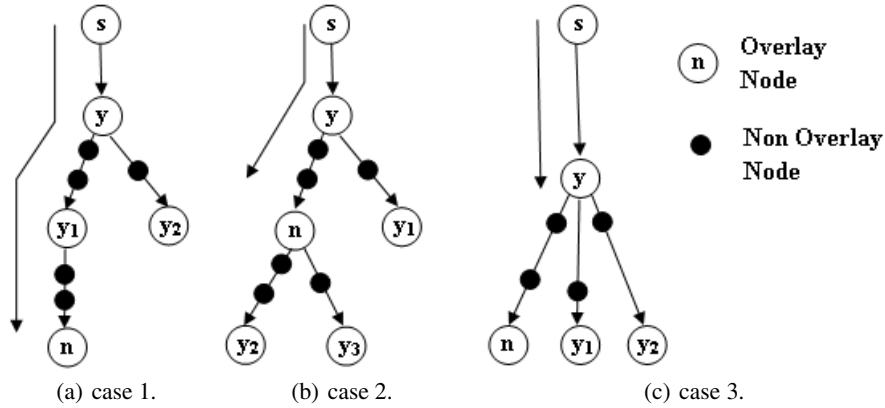 s
y
y1
y2
n
(a) case 1.
s
y
n
y1
y2
y3
(b) case 2.
s
y
n
y1
y2
(c) case 3.
n
Overlay
Node
Non Overlay
Node